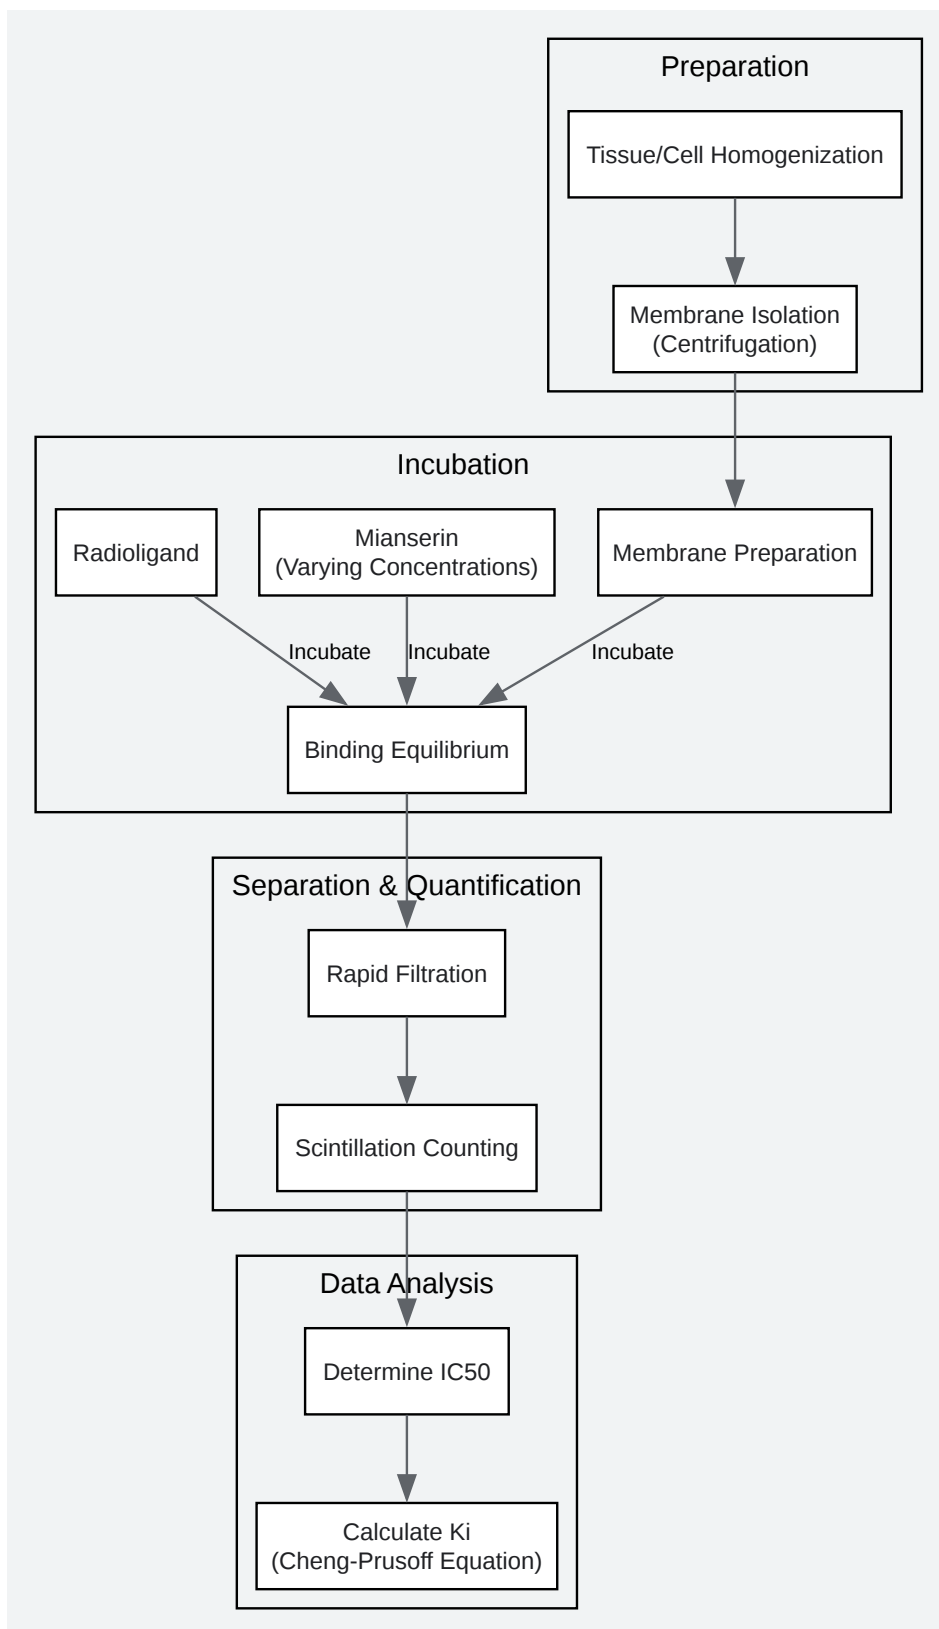 Preparation
Tissue/Cell Homogenization
Membrane Isolation
(Centrifugation)
Incubation
Radioligand
Mianserin
(Varying Concentrations)
Membrane Preparation
Incubate
Incubate
Incubate
Binding Equilibrium
Separation & Quantification
Rapid Filtration
Scintillation Counting
Data Analysis
Determine IC50
Calculate Ki
(Cheng-Prusoff Equation)